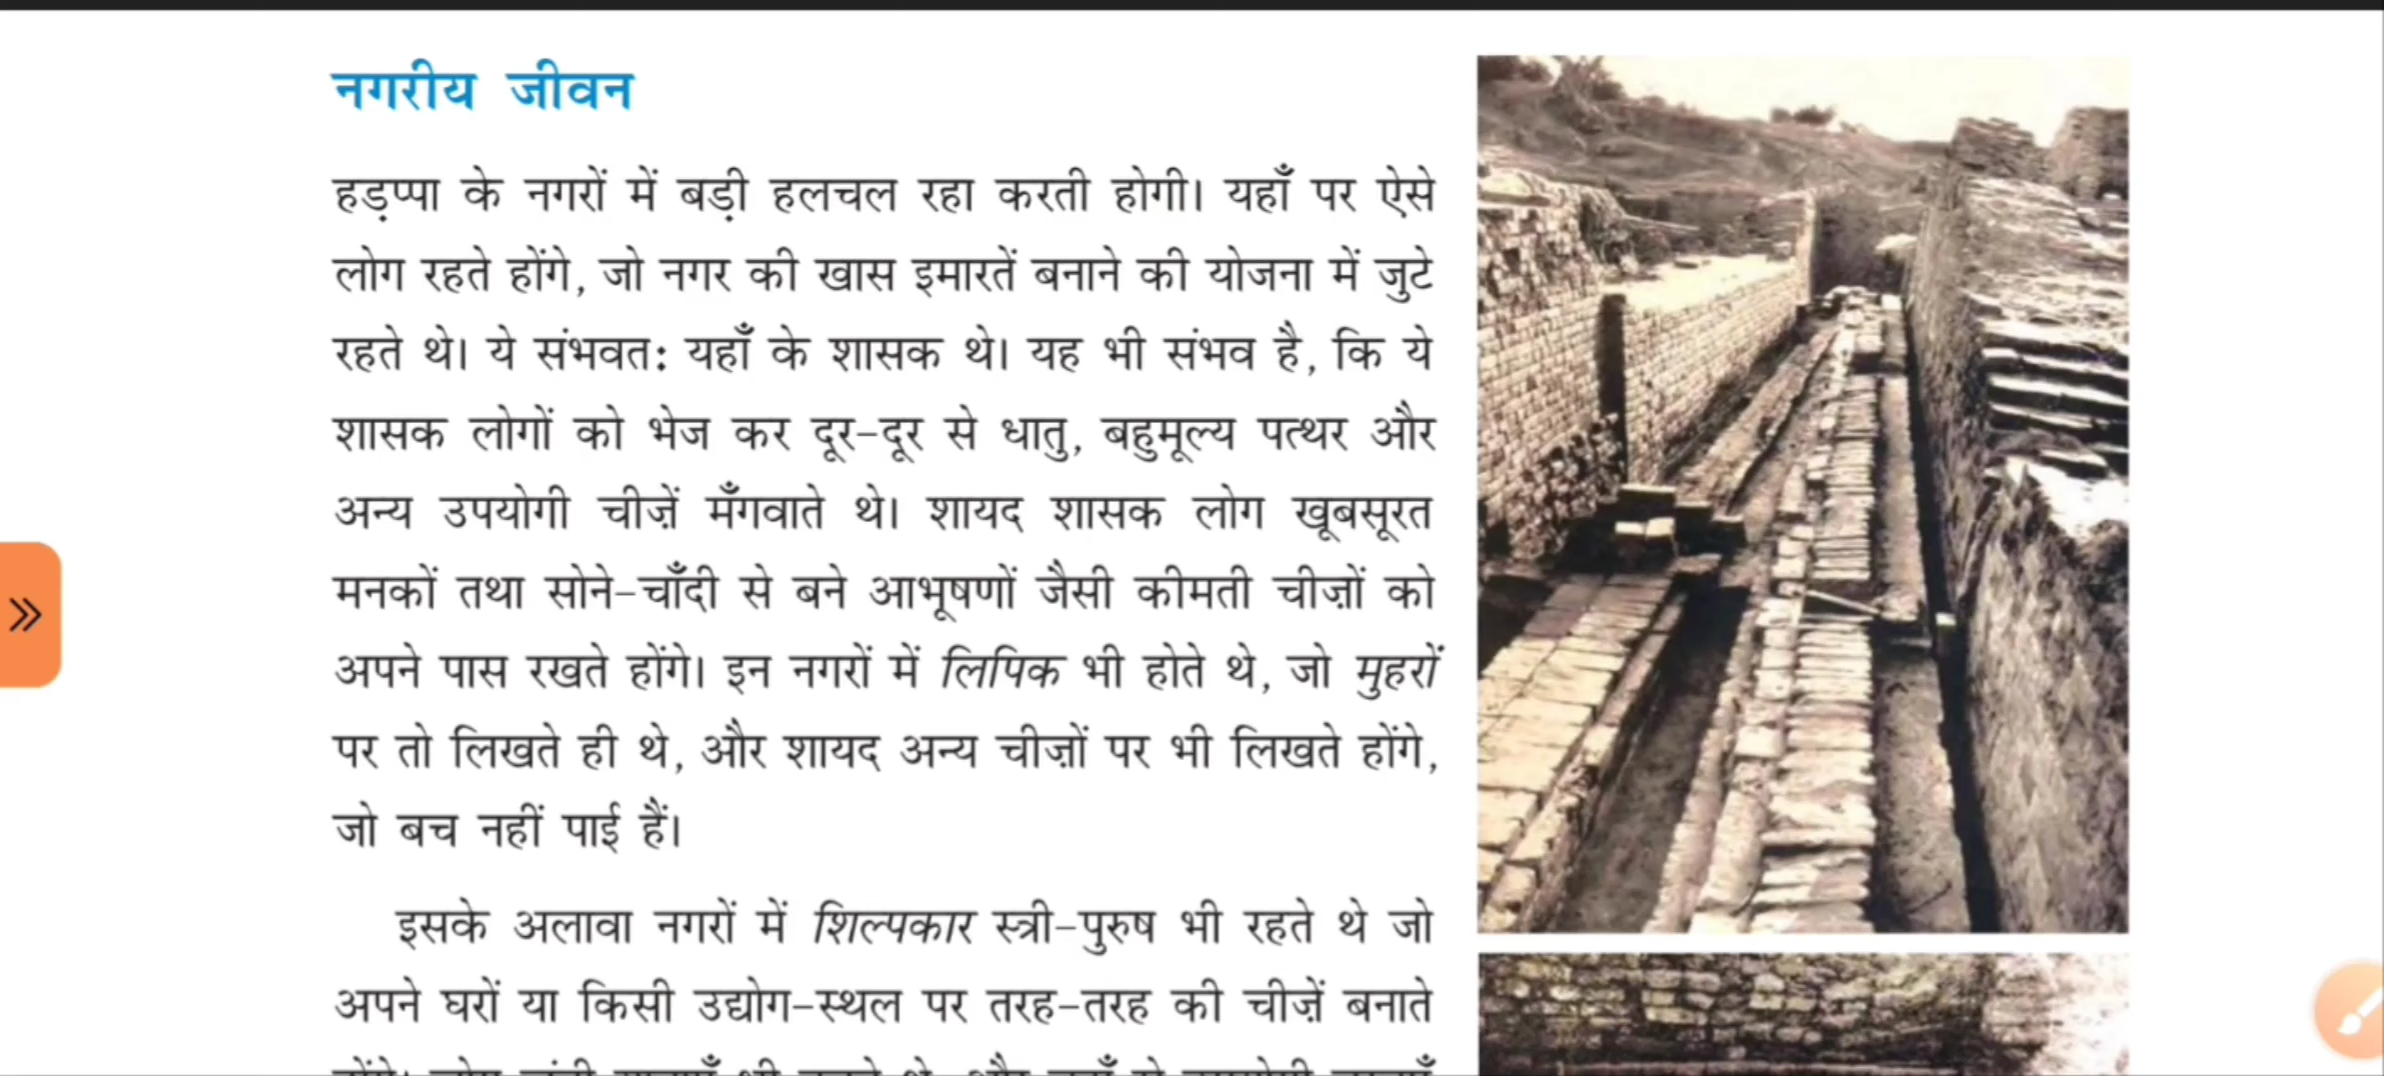 नगरीय जीवन
हड़प्पा के नगरों में बड़ी हलचल रहा करती होगी। यहाँ पर ऐसे
लोग रहते होंगे, जो नगर की खास इमारतें बनाने की योजना में जुटे
रहते थे। ये संभवतः यहाँ के शासक थे। यह भी संभव है, कि ये
शासक लोगों को भेज कर दूर-दूर से धातु, बहुमूल्य पत्थर और
अन्य उपयोगी चीज़ें मँगवाते थे। शायद शासक लोग खूबसूरत
मनकों तथा सोने-चाँदी से बने आभूषणों जैसी कीमती चीज़ों को
अपने पास रखते होंगे। इन नगरों में लिपिक भी होते थे, जो मुहरों
पर तो लिखते ही थे, और शायद अन्य चीज़ों पर भी लिखते होंगे,
जो बच नहीं पाई हैं।
इसके अलावा नगरों में शिल्पकार स्त्री-पुरुष भी रहते थे जो
अपने घरों या किसी उद्योग-स्थल पर तरह-तरह की चीज़ें बनाते